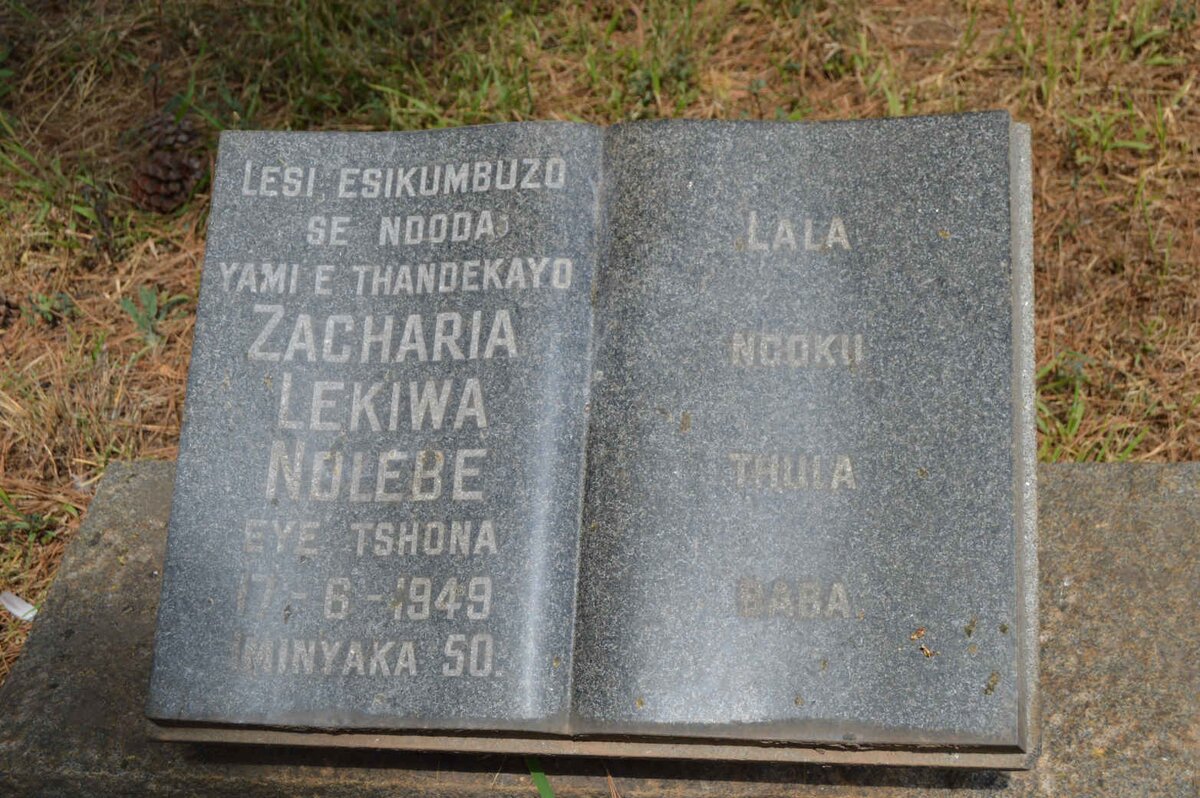 LESI ESIKUMBUZO
SE NDODA
YAMI E THANDEKAYO
ZACHARIA
LEKIWA
NDLEBE
EYE TSHONA
17-6-1949
IMINYAKA 50.
LALA
NGOKU
THULA
BABA